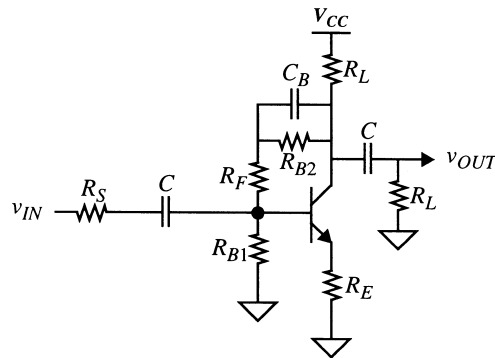 V_CC
R_L
C_B
R_B2
C
v_OUT
R_F
R_S
C
v_IN
R_L
R_B1
R_E